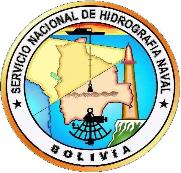 SERVICIO NACIONAL DE HIDROGRAFIA NAVAL
BOLIVIA